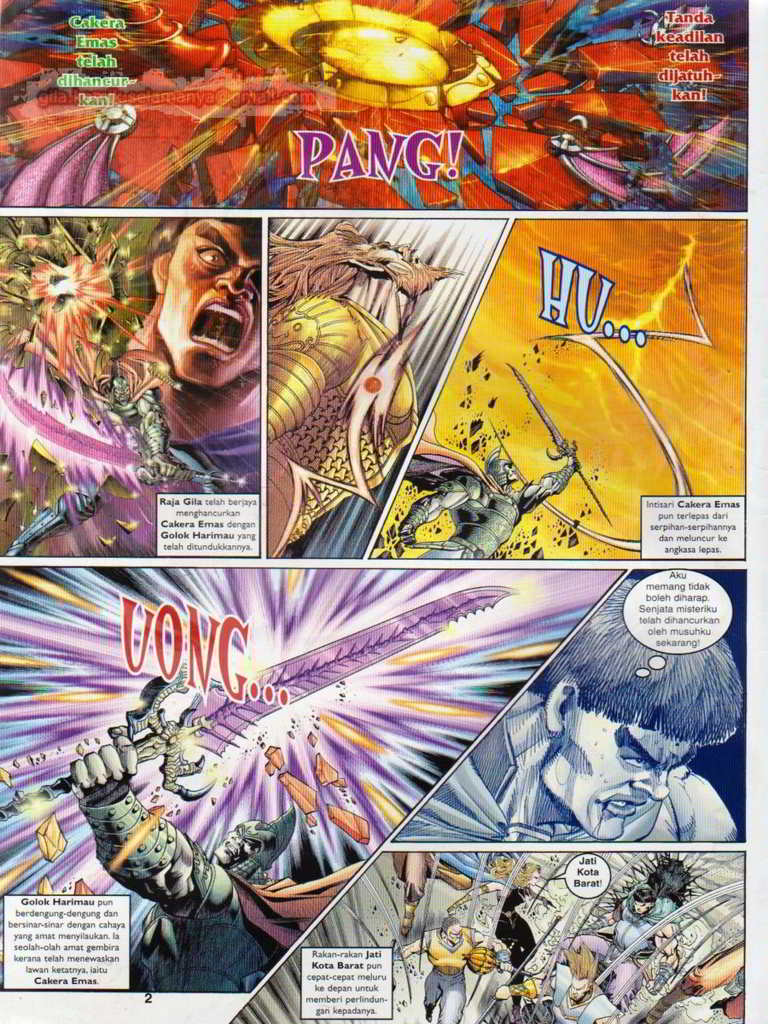 Cakera
Emas
telah
dihancur-
kan!
Tanda
keadilan
telah
dijatuh-
kan!
PANG!
Raja Gila telah berjaya
menghancurkan
Cakera Emas dengan
Golok Harimau yang
telah ditundukkannya.
HU...
Intisari Cakera Emas
pun terlepas dari
serpihan-serpihannya
dan meluncur ke
angkasa lepas.
UONG...
Aku
memang tidak
boleh diharap.
Senjata misteriku
telah dihancurkan
oleh musuhku
sekarang!
Golok Harimau pun
berdengung-dengung dan
bersinar-sinar dengan cahaya
yang amat menyilaukan. Ia
seolah-olah amat gembira
kerana telah menewaskan
lawan ketatnya, iaitu
Cakera Emas.
Jati
Kota
Barat!
Rakan-rakan Jati
Kota Barat pun
cepat-cepat meluru
ke depan untuk
memberi perlindun-
gan kepadanya.
2